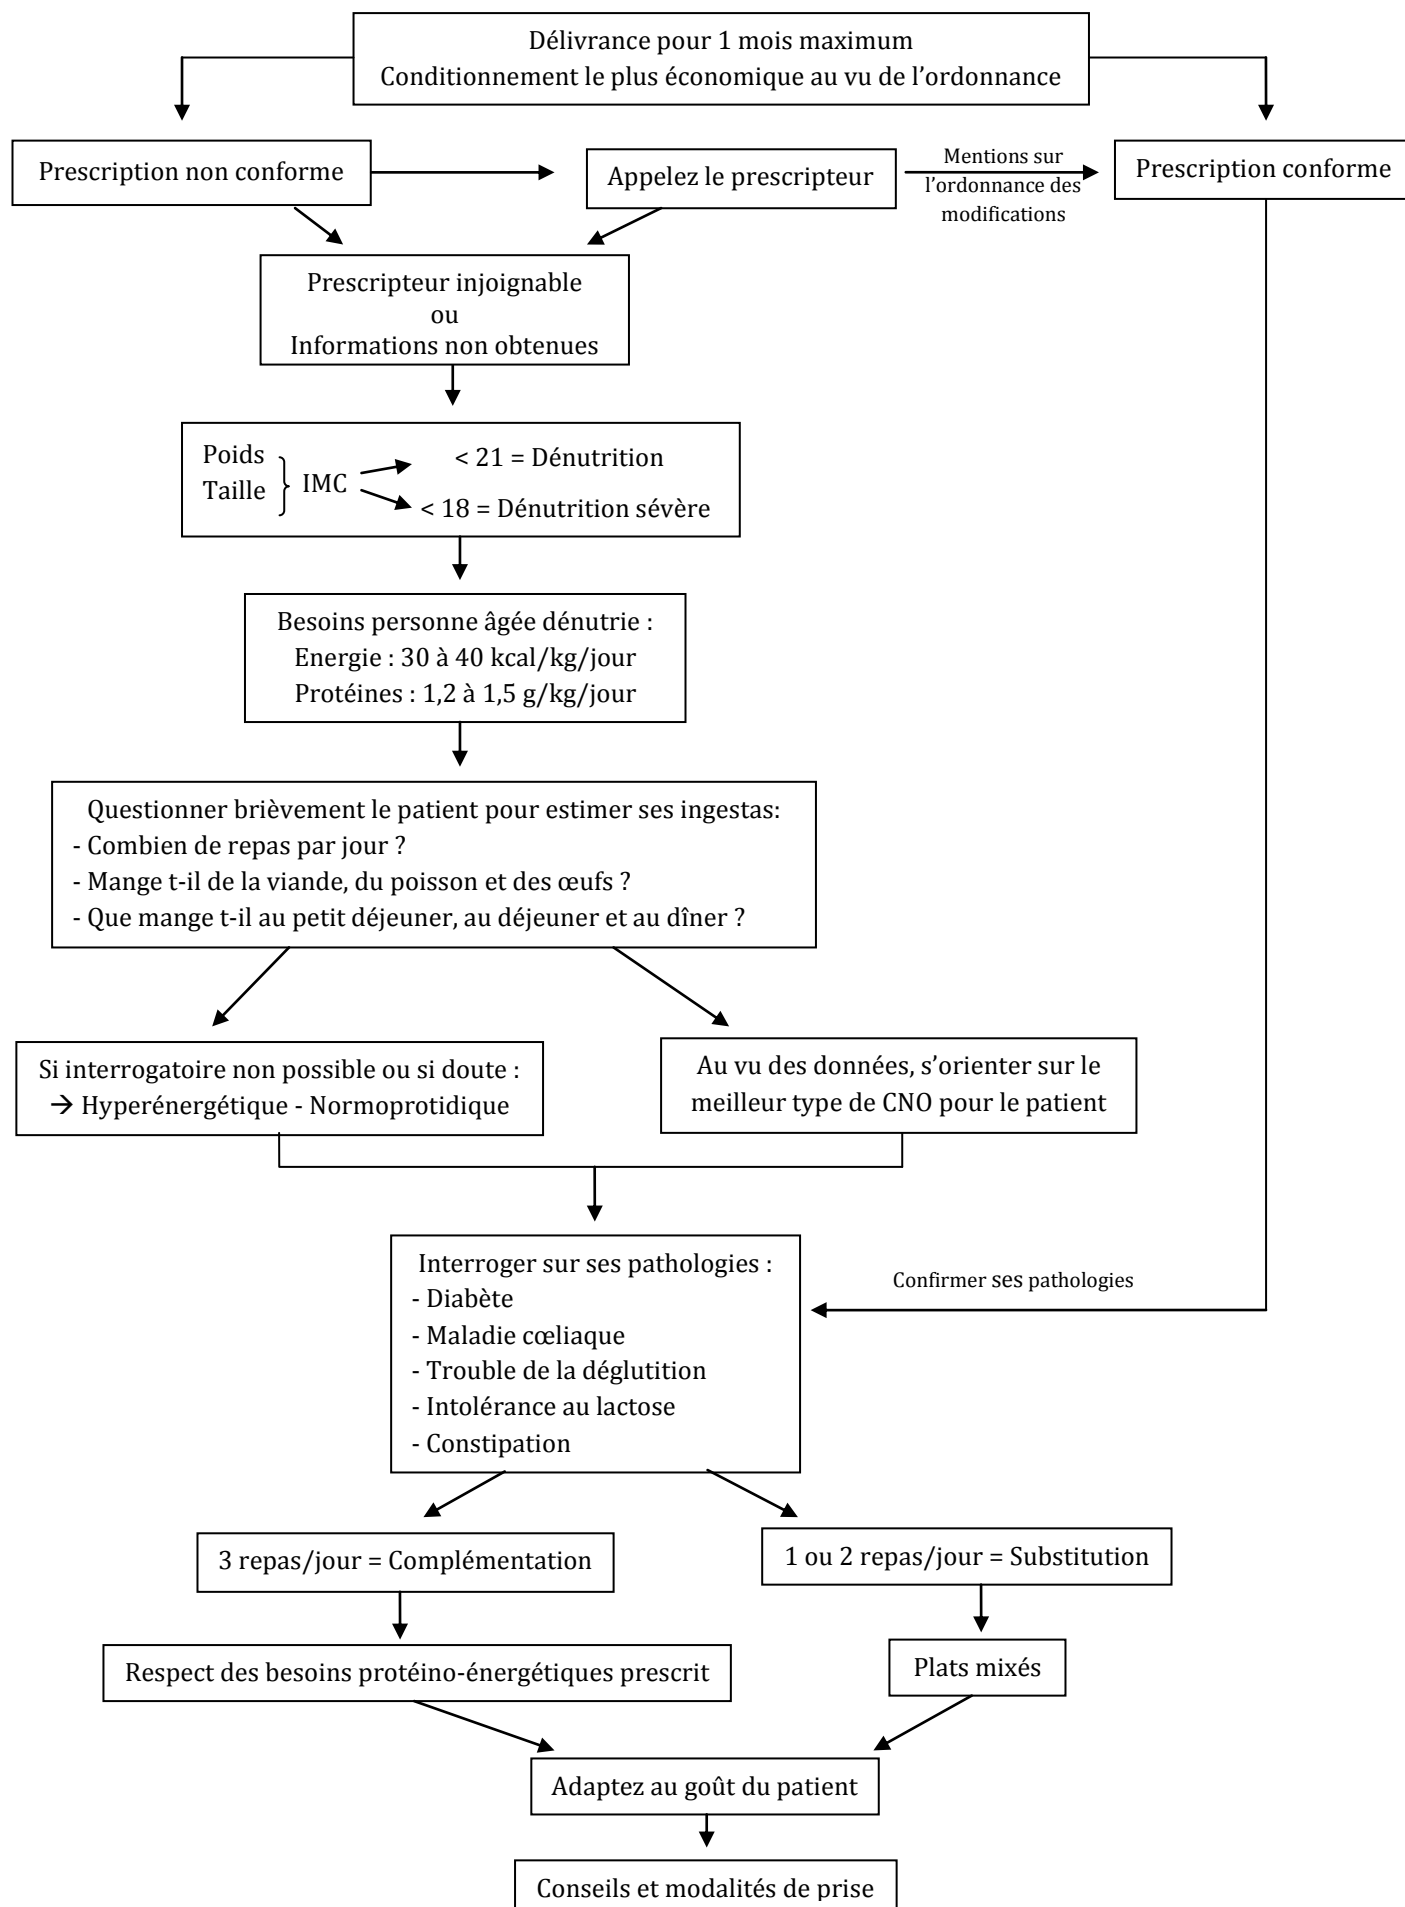 Délivrance pour 1 mois maximum
Conditionnement le plus économique au vu de l’ordonnance
Prescription non conforme
Appelez le prescripteur
Mentions sur
l’ordonnance des
modifications
Prescription conforme
Prescripteur injoignable
ou
Informations non obtenues
Poids
Taille
IMC
< 21 = Dénutrition
< 18 = Dénutrition sévère
Besoins personne âgée dénutrie :
Energie : 30 à 40 kcal/kg/jour
Protéines : 1,2 à 1,5 g/kg/jour
Questionner brièvement le patient pour estimer ses ingestas:
- Combien de repas par jour ?
- Mange t-il de la viande, du poisson et des œufs ?
- Que mange t-il au petit déjeuner, au déjeuner et au dîner ?
Si interrogatoire non possible ou si doute :
→ Hyperénergétique - Normoprotidique
Au vu des données, s’orienter sur le
meilleur type de CNO pour le patient
Interroger sur ses pathologies :
- Diabète
- Maladie cœliaque
- Trouble de la déglutition
- Intolérance au lactose
- Constipation
Confirmer ses pathologies
3 repas/jour = Complémentation
1 ou 2 repas/jour = Substitution
Respect des besoins protéino-énergétiques prescrit
Plats mixés
Adaptez au goût du patient
Conseils et modalités de prise